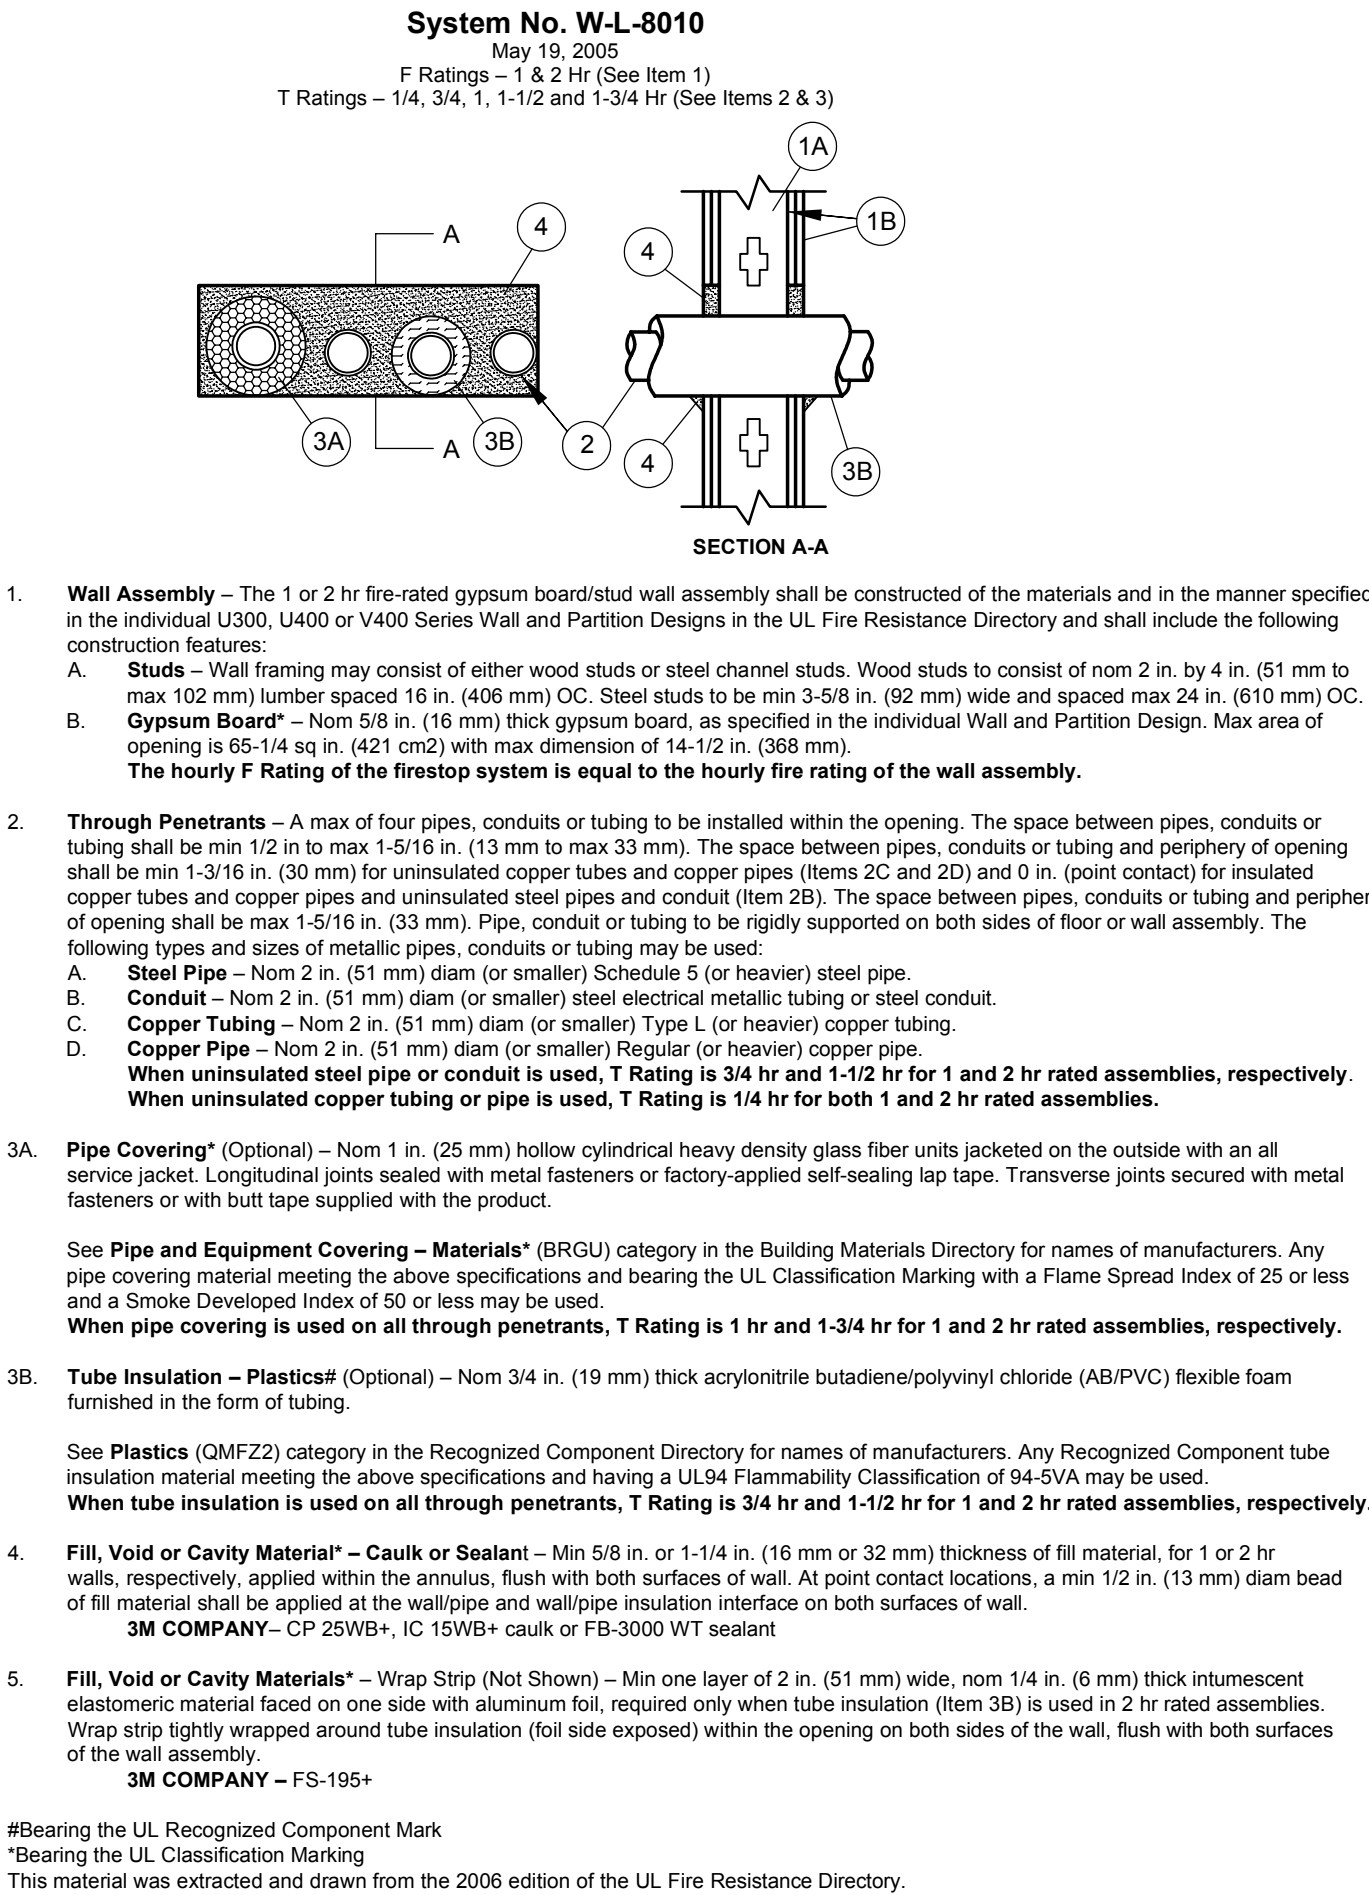 System No. W-L-8010
May 19, 2005
F Ratings – 1 & 2 Hr (See Item 1)
T Ratings – 1/4, 3/4, 1, 1-1/2 and 1-3/4 Hr (See Items 2 & 3)
1A
A
4
4
1B
3A
A
3B
2
4
3B
SECTION A-A
1. Wall Assembly – The 1 or 2 hr fire-rated gypsum board/stud wall assembly shall be constructed of the materials and in the manner specified
in the individual U300, U400 or V400 Series Wall and Partition Designs in the UL Fire Resistance Directory and shall include the following
construction features:
A. Studs – Wall framing may consist of either wood studs or steel channel studs. Wood studs to consist of nom 2 in. by 4 in. (51 mm to
max 102 mm) lumber spaced 16 in. (406 mm) OC. Steel studs to be min 3-5/8 in. (92 mm) wide and spaced max 24 in. (610 mm) OC.
B. Gypsum Board* – Nom 5/8 in. (16 mm) thick gypsum board, as specified in the individual Wall and Partition Design. Max area of
opening is 65-1/4 sq in. (421 cm2) with max dimension of 14-1/2 in. (368 mm).
The hourly F Rating of the firestop system is equal to the hourly fire rating of the wall assembly.
2. Through Penetrants – A max of four pipes, conduits or tubing to be installed within the opening. The space between pipes, conduits or
tubing shall be min 1/2 in to max 1-5/16 in. (13 mm to max 33 mm). The space between pipes, conduits or tubing and periphery of opening
shall be min 1-3/16 in. (30 mm) for uninsulated copper tubes and copper pipes (Items 2C and 2D) and 0 in. (point contact) for insulated
copper tubes and copper pipes and uninsulated steel pipes and conduit (Item 2B). The space between pipes, conduits or tubing and peripher
of opening shall be max 1-5/16 in. (33 mm). Pipe, conduit or tubing to be rigidly supported on both sides of floor or wall assembly. The
following types and sizes of metallic pipes, conduits or tubing may be used:
A. Steel Pipe – Nom 2 in. (51 mm) diam (or smaller) Schedule 5 (or heavier) steel pipe.
B. Conduit – Nom 2 in. (51 mm) diam (or smaller) steel electrical metallic tubing or steel conduit.
C. Copper Tubing – Nom 2 in. (51 mm) diam (or smaller) Type L (or heavier) copper tubing.
D. Copper Pipe – Nom 2 in. (51 mm) diam (or smaller) Regular (or heavier) copper pipe.
When uninsulated steel pipe or conduit is used, T Rating is 3/4 hr and 1-1/2 hr for 1 and 2 hr rated assemblies, respectively.
When uninsulated copper tubing or pipe is used, T Rating is 1/4 hr for both 1 and 2 hr rated assemblies.
3A. Pipe Covering* (Optional) – Nom 1 in. (25 mm) hollow cylindrical heavy density glass fiber units jacketed on the outside with an all
service jacket. Longitudinal joints sealed with metal fasteners or factory-applied self-sealing lap tape. Transverse joints secured with metal
fasteners or with butt tape supplied with the product.
See Pipe and Equipment Covering – Materials* (BRGU) category in the Building Materials Directory for names of manufacturers. Any
pipe covering material meeting the above specifications and bearing the UL Classification Marking with a Flame Spread Index of 25 or less
and a Smoke Developed Index of 50 or less may be used.
When pipe covering is used on all through penetrants, T Rating is 1 hr and 1-3/4 hr for 1 and 2 hr rated assemblies, respectively.
3B. Tube Insulation – Plastics# (Optional) – Nom 3/4 in. (19 mm) thick acrylonitrile butadiene/polyvinyl chloride (AB/PVC) flexible foam
furnished in the form of tubing.
See Plastics (QMFZ2) category in the Recognized Component Directory for names of manufacturers. Any Recognized Component tube
insulation material meeting the above specifications and having a UL94 Flammability Classification of 94-5VA may be used.
When tube insulation is used on all through penetrants, T Rating is 3/4 hr and 1-1/2 hr for 1 and 2 hr rated assemblies, respectively.
4. Fill, Void or Cavity Material* – Caulk or Sealant – Min 5/8 in. or 1-1/4 in. (16 mm or 32 mm) thickness of fill material, for 1 or 2 hr
walls, respectively, applied within the annulus, flush with both surfaces of wall. At point contact locations, a min 1/2 in. (13 mm) diam bead
of fill material shall be applied at the wall/pipe and wall/pipe insulation interface on both surfaces of wall.
3M COMPANY– CP 25WB+, IC 15WB+ caulk or FB-3000 WT sealant
5. Fill, Void or Cavity Materials* – Wrap Strip (Not Shown) – Min one layer of 2 in. (51 mm) wide, nom 1/4 in. (6 mm) thick intumescent
elastomeric material faced on one side with aluminum foil, required only when tube insulation (Item 3B) is used in 2 hr rated assemblies.
Wrap strip tightly wrapped around tube insulation (foil side exposed) within the opening on both sides of the wall, flush with both surfaces
of the wall assembly.
3M COMPANY – FS-195+
#Bearing the UL Recognized Component Mark
*Bearing the UL Classification Marking
This material was extracted and drawn from the 2006 edition of the UL Fire Resistance Directory.